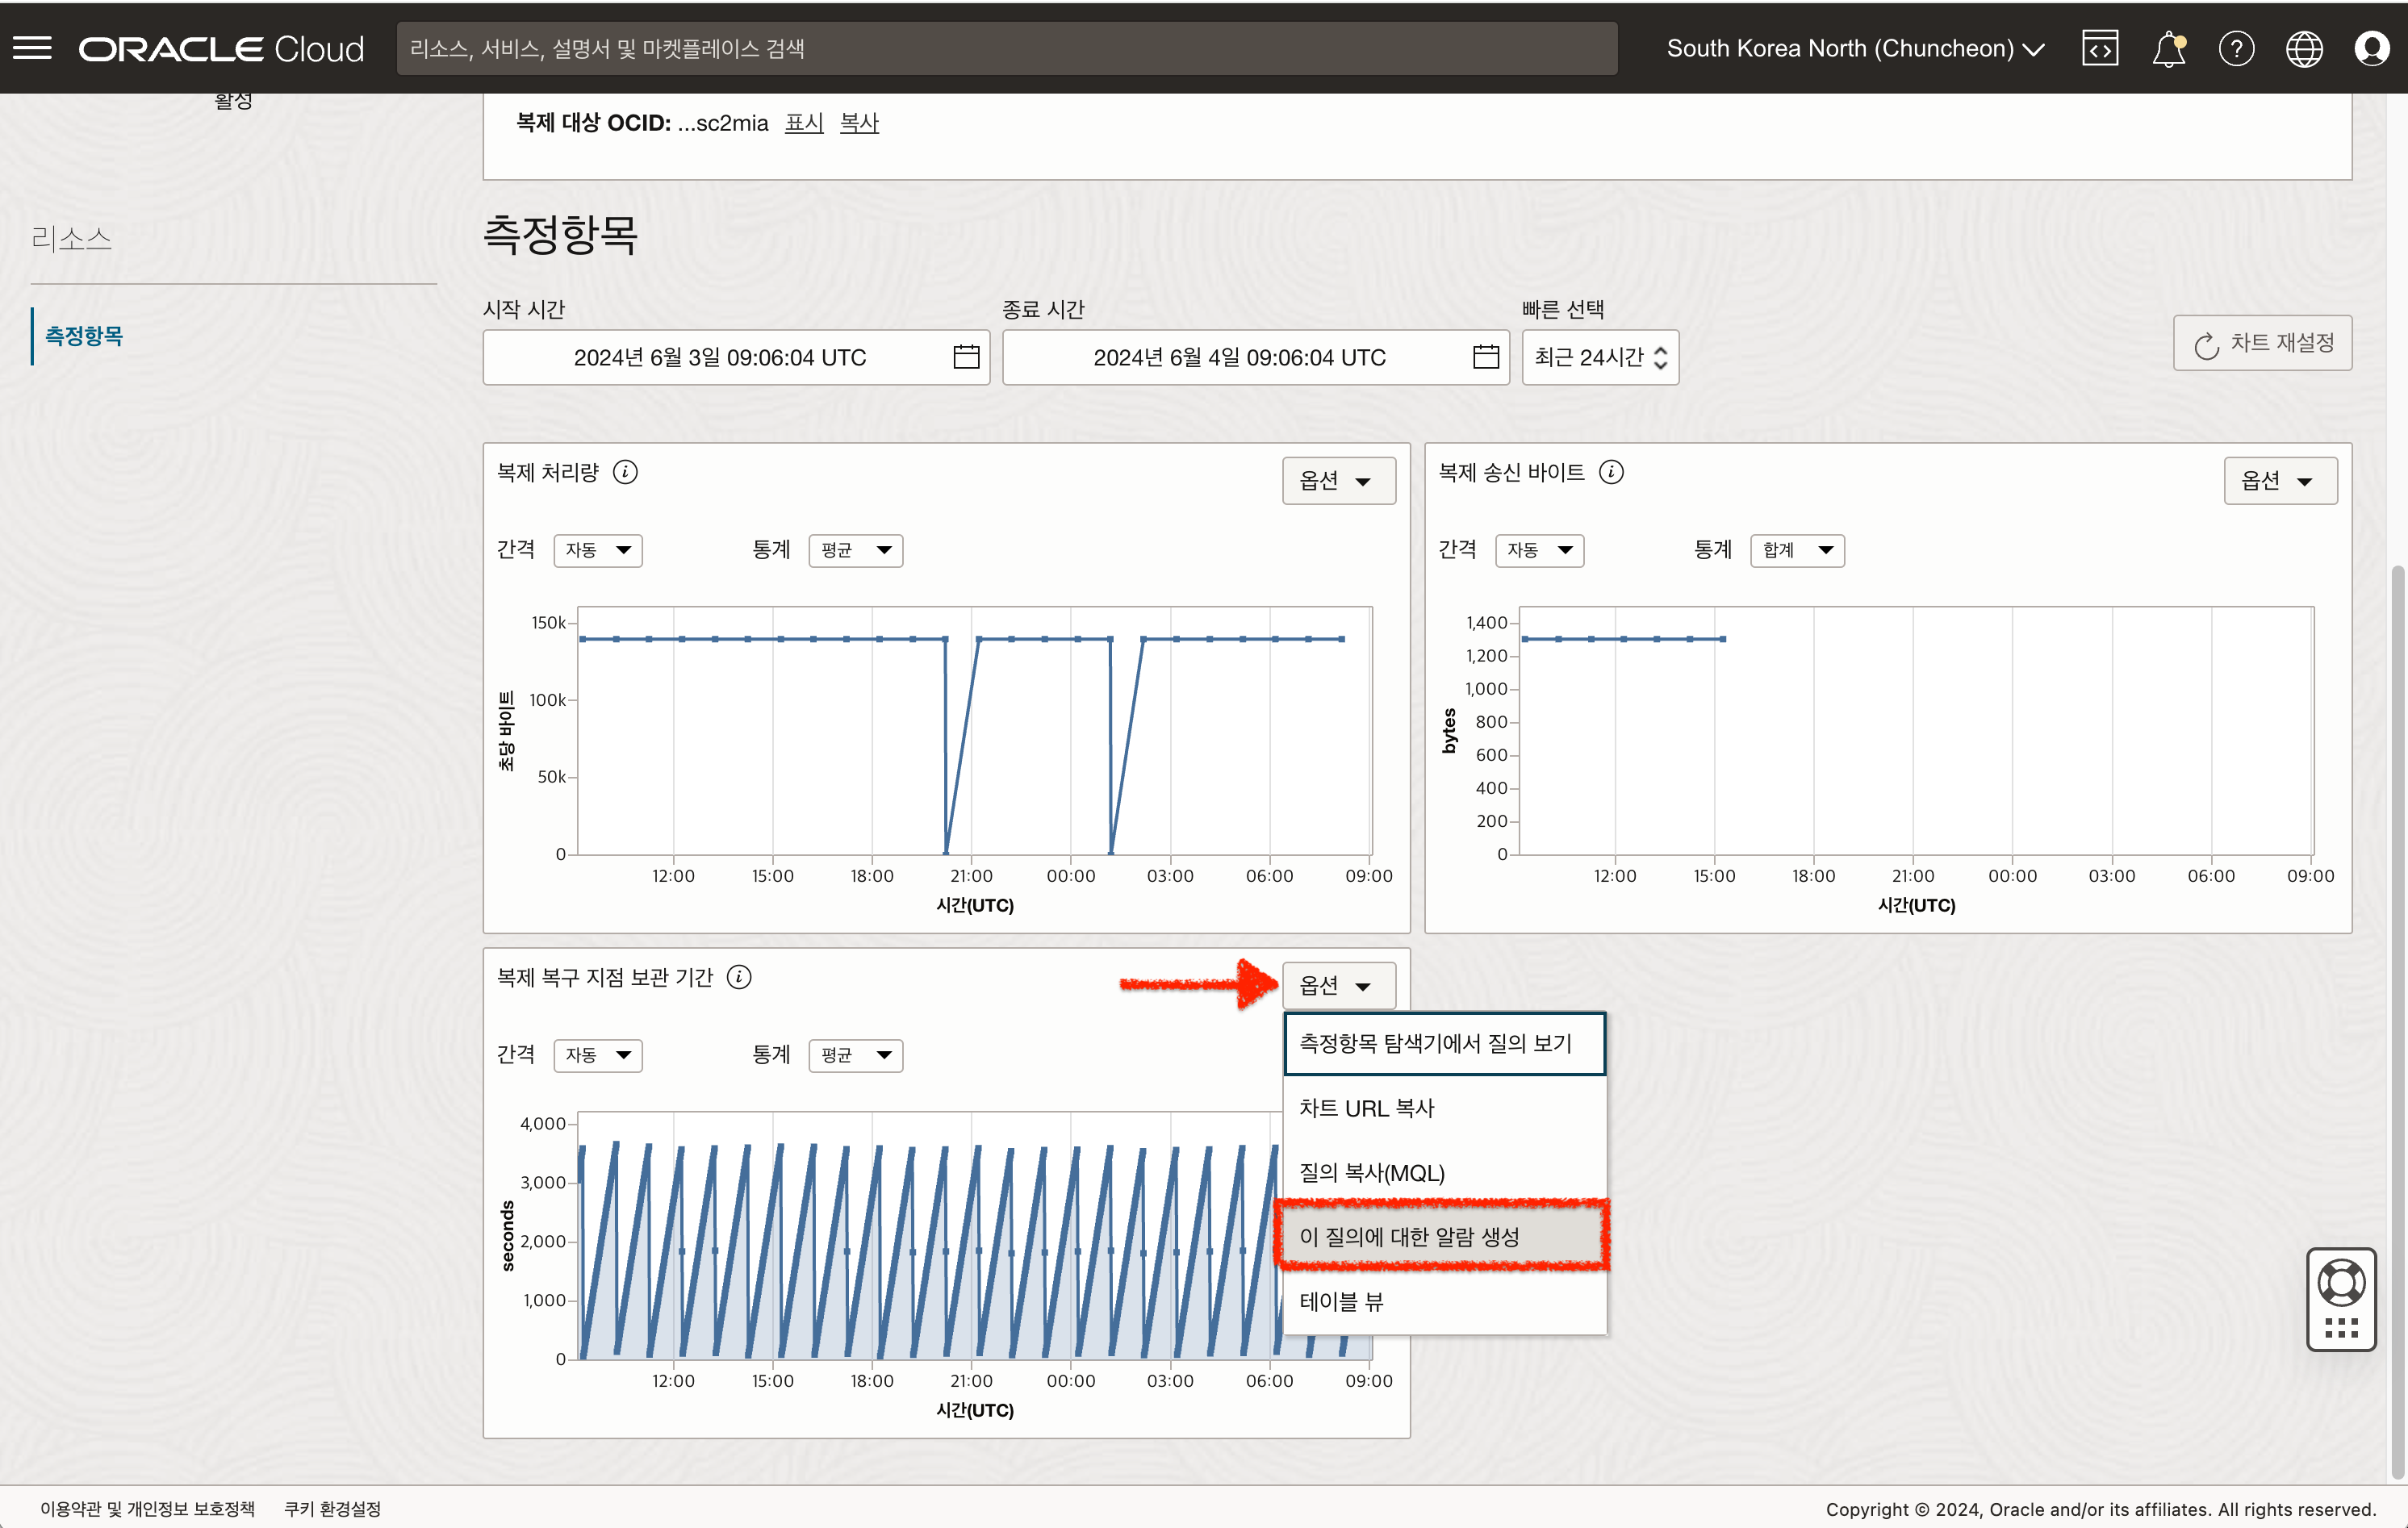 ORACLE Cloud
리소스, 서비스, 설명서 및 마켓플레이스 검색
South Korea North (Chuncheon)
활성
복제 대상 OCID: ...sc2mia 표시 복사
리소스
측정항목
측정항목
시작 시간
2024년 6월 3일 09:06:04 UTC
종료 시간
2024년 6월 4일 09:06:04 UTC
빠른 선택
최근 24시간
차트 재설정
복제 처리량
옵션
간격 자동
통계 평균
초당 바이트
150k
100k
50k
0
12:00 15:00 18:00 21:00 00:00 03:00 06:00 09:00
시간(UTC)
복제 송신 바이트
옵션
간격 자동
통계 합계
bytes
1,400
1,200
1,000
800
600
400
200
0
12:00 15:00 18:00 21:00 00:00 03:00 06:00 09:00
시간(UTC)
복제 복구 지점 보관 기간
옵션
측정항목 탐색기에서 질의 보기
차트 URL 복사
질의 복사(MQL)
이 질의에 대한 알람 생성
테이블 뷰
간격 자동
통계 평균
seconds
4,000
3,000
2,000
1,000
0
12:00 15:00 18:00 21:00 00:00 03:00 06:00 09:00
시간(UTC)
이용약관 및 개인정보 보호정책 쿠키 환경설정
Copyright © 2024, Oracle and/or its affiliates. All rights reserved.